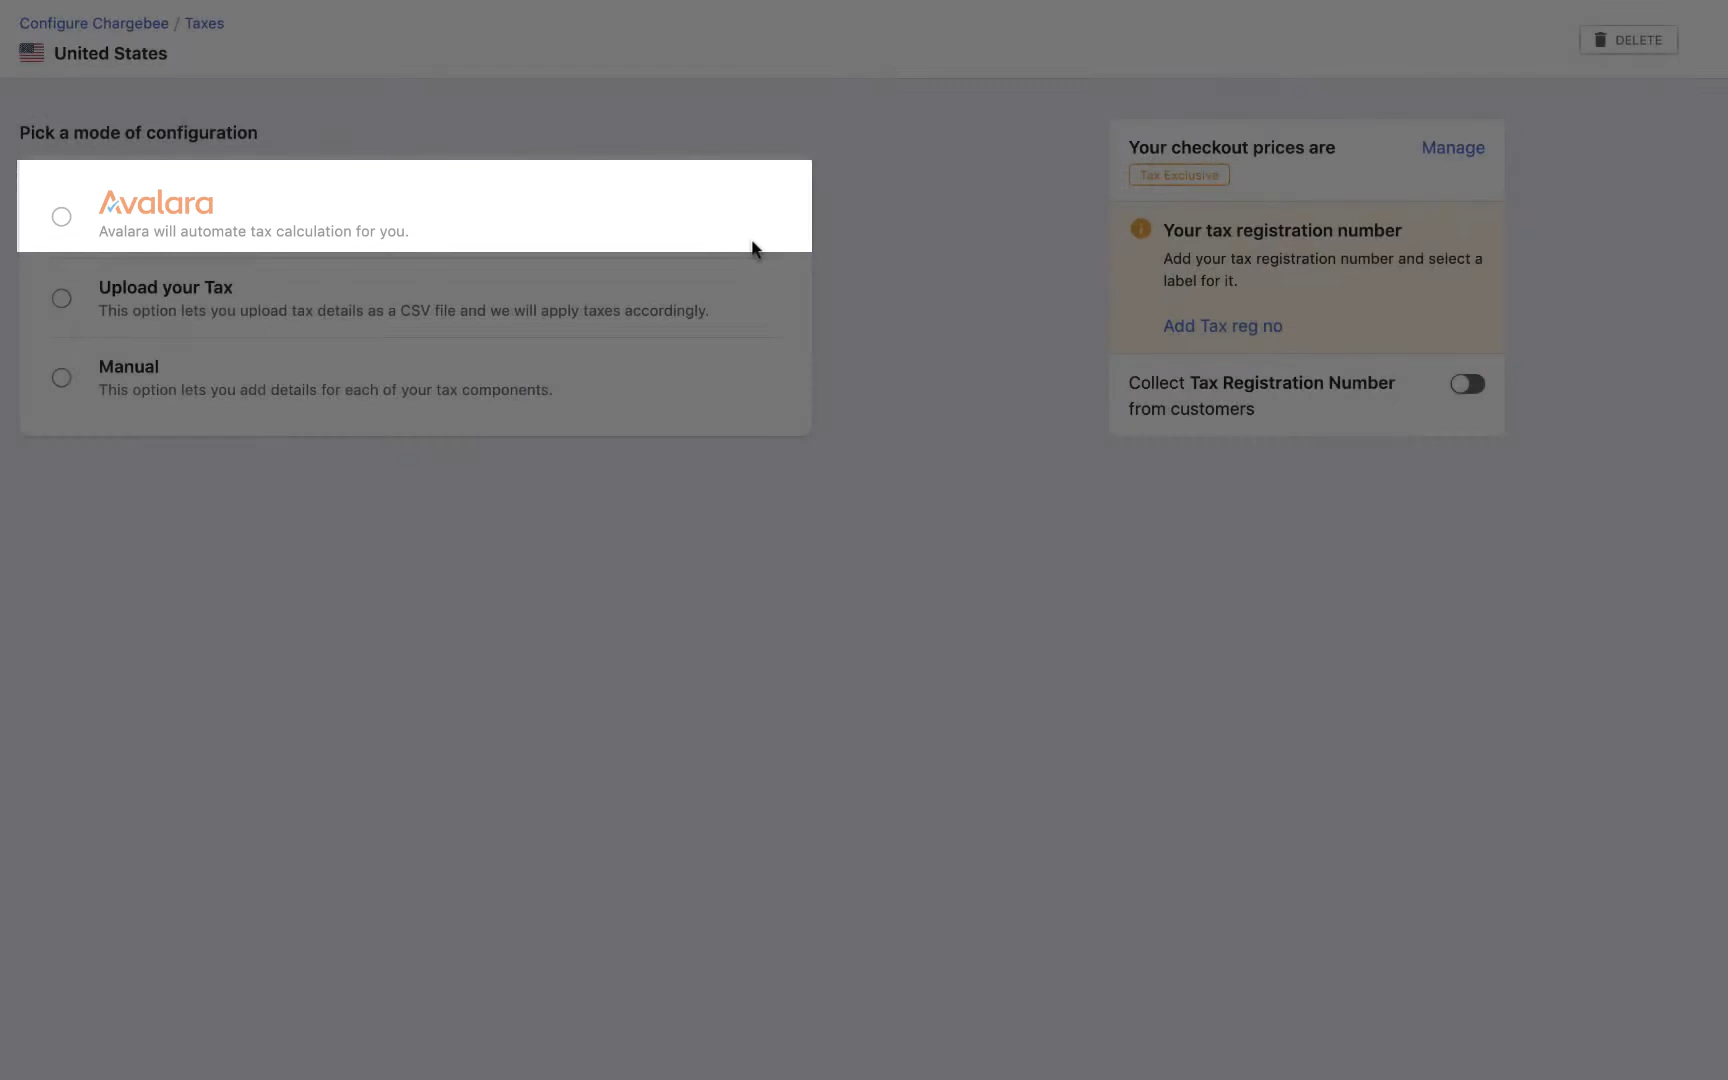 Configure Chargebee / Taxes
United States
DELETE
Pick a mode of configuration
Avalara
Avalara will automate tax calculation for you.
Upload your Tax
This option lets you upload tax details as a CSV file and we will apply taxes accordingly.
Manual
This option lets you add details for each of your tax components.
Your checkout prices are
Manage
Tax Exclusive
Your tax registration number
Add your tax registration number and select a
label for it.
Add Tax reg no
Collect Tax Registration Number
from customers